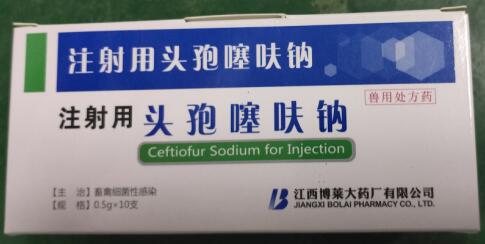 注射用头孢噻呋钠
兽用处方药
注射用 头孢噻呋钠
Ceftiofur Sodium for Injection
【主 治】畜禽细菌性感染
【规 格】0.5g×10支
江西博莱大药厂有限公司
JIANGXI BOLAI PHARMACY CO., LTD.